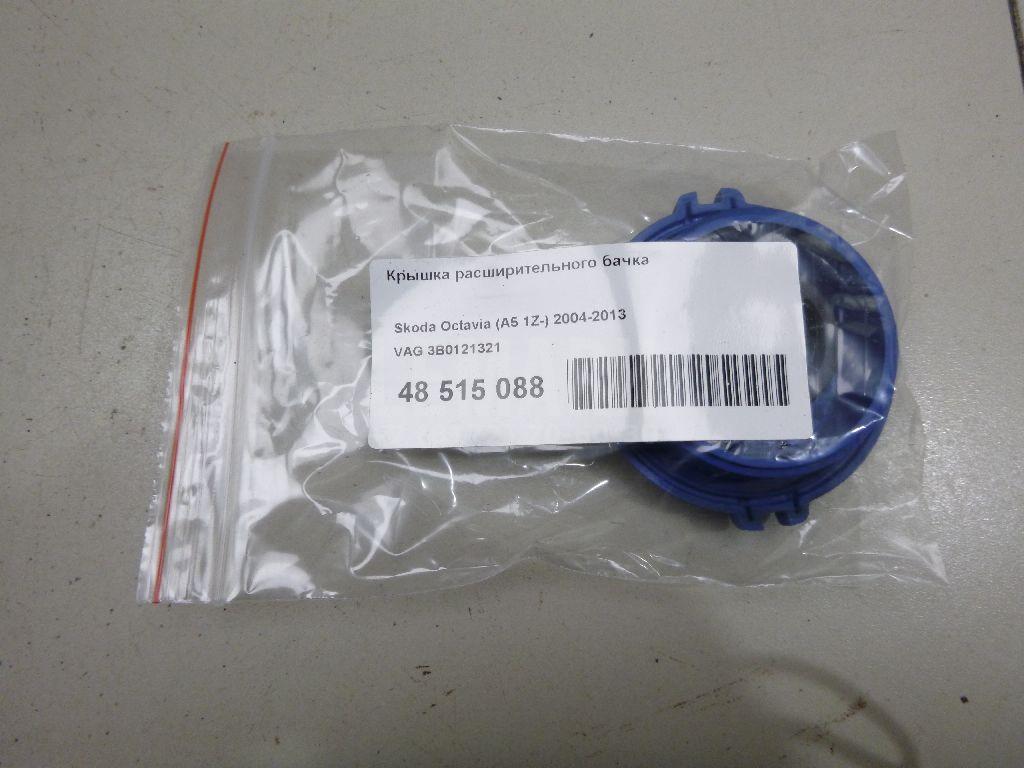 Крышка расширительного бачка
Skoda Octavia (A5 1Z-) 2004-2013
VAG 3B0121321
48 515 088